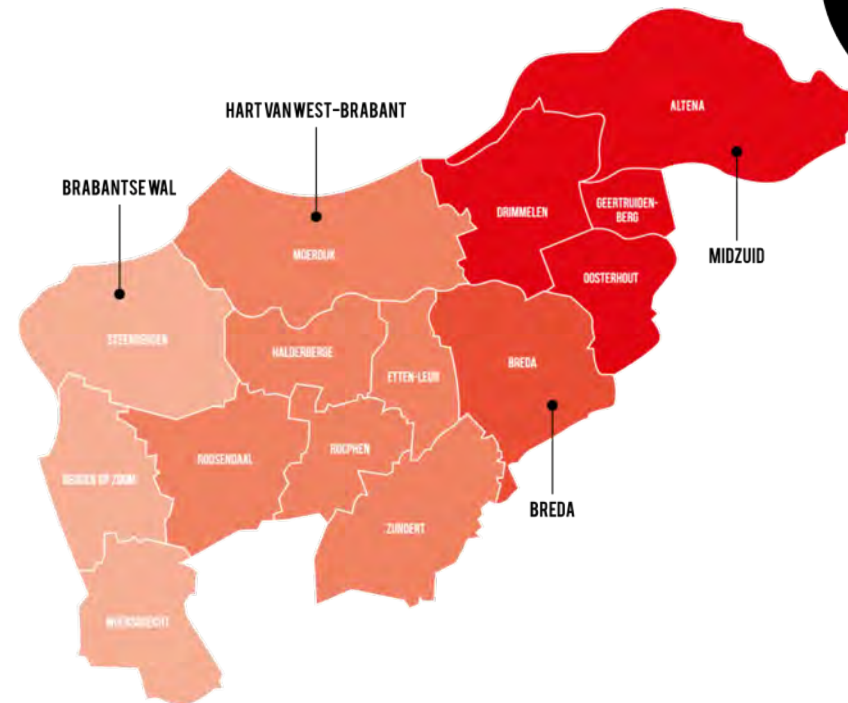 ALTENA
HART VAN WEST-BRABANT
BRABANTSE WAL
DRIMMELEN
GEERTRUIDEN-
BERG
MIDZUID
MOERDIJK
OOSTERHOUT
STEENBERGEN
HALDERBERGE
ETTEN-LEUR
BREDA
ROOSENDAAL
RUCPHEN
BERGEN OP ZOOM
BREDA
ZUNDERT
WOENSDRECHT